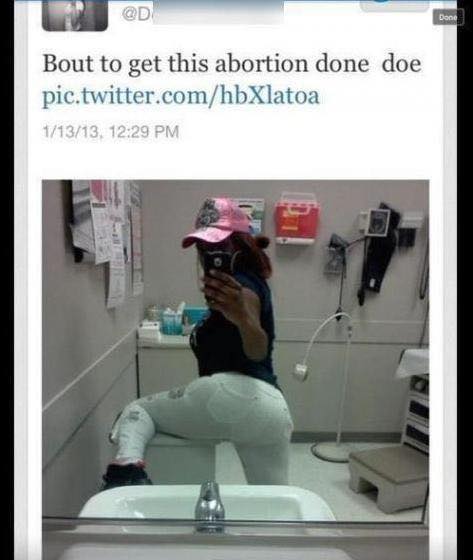 @D
Done
Bout to get this abortion done doe
pic.twitter.com/hbXlatoa
1/13/13, 12:29 PM